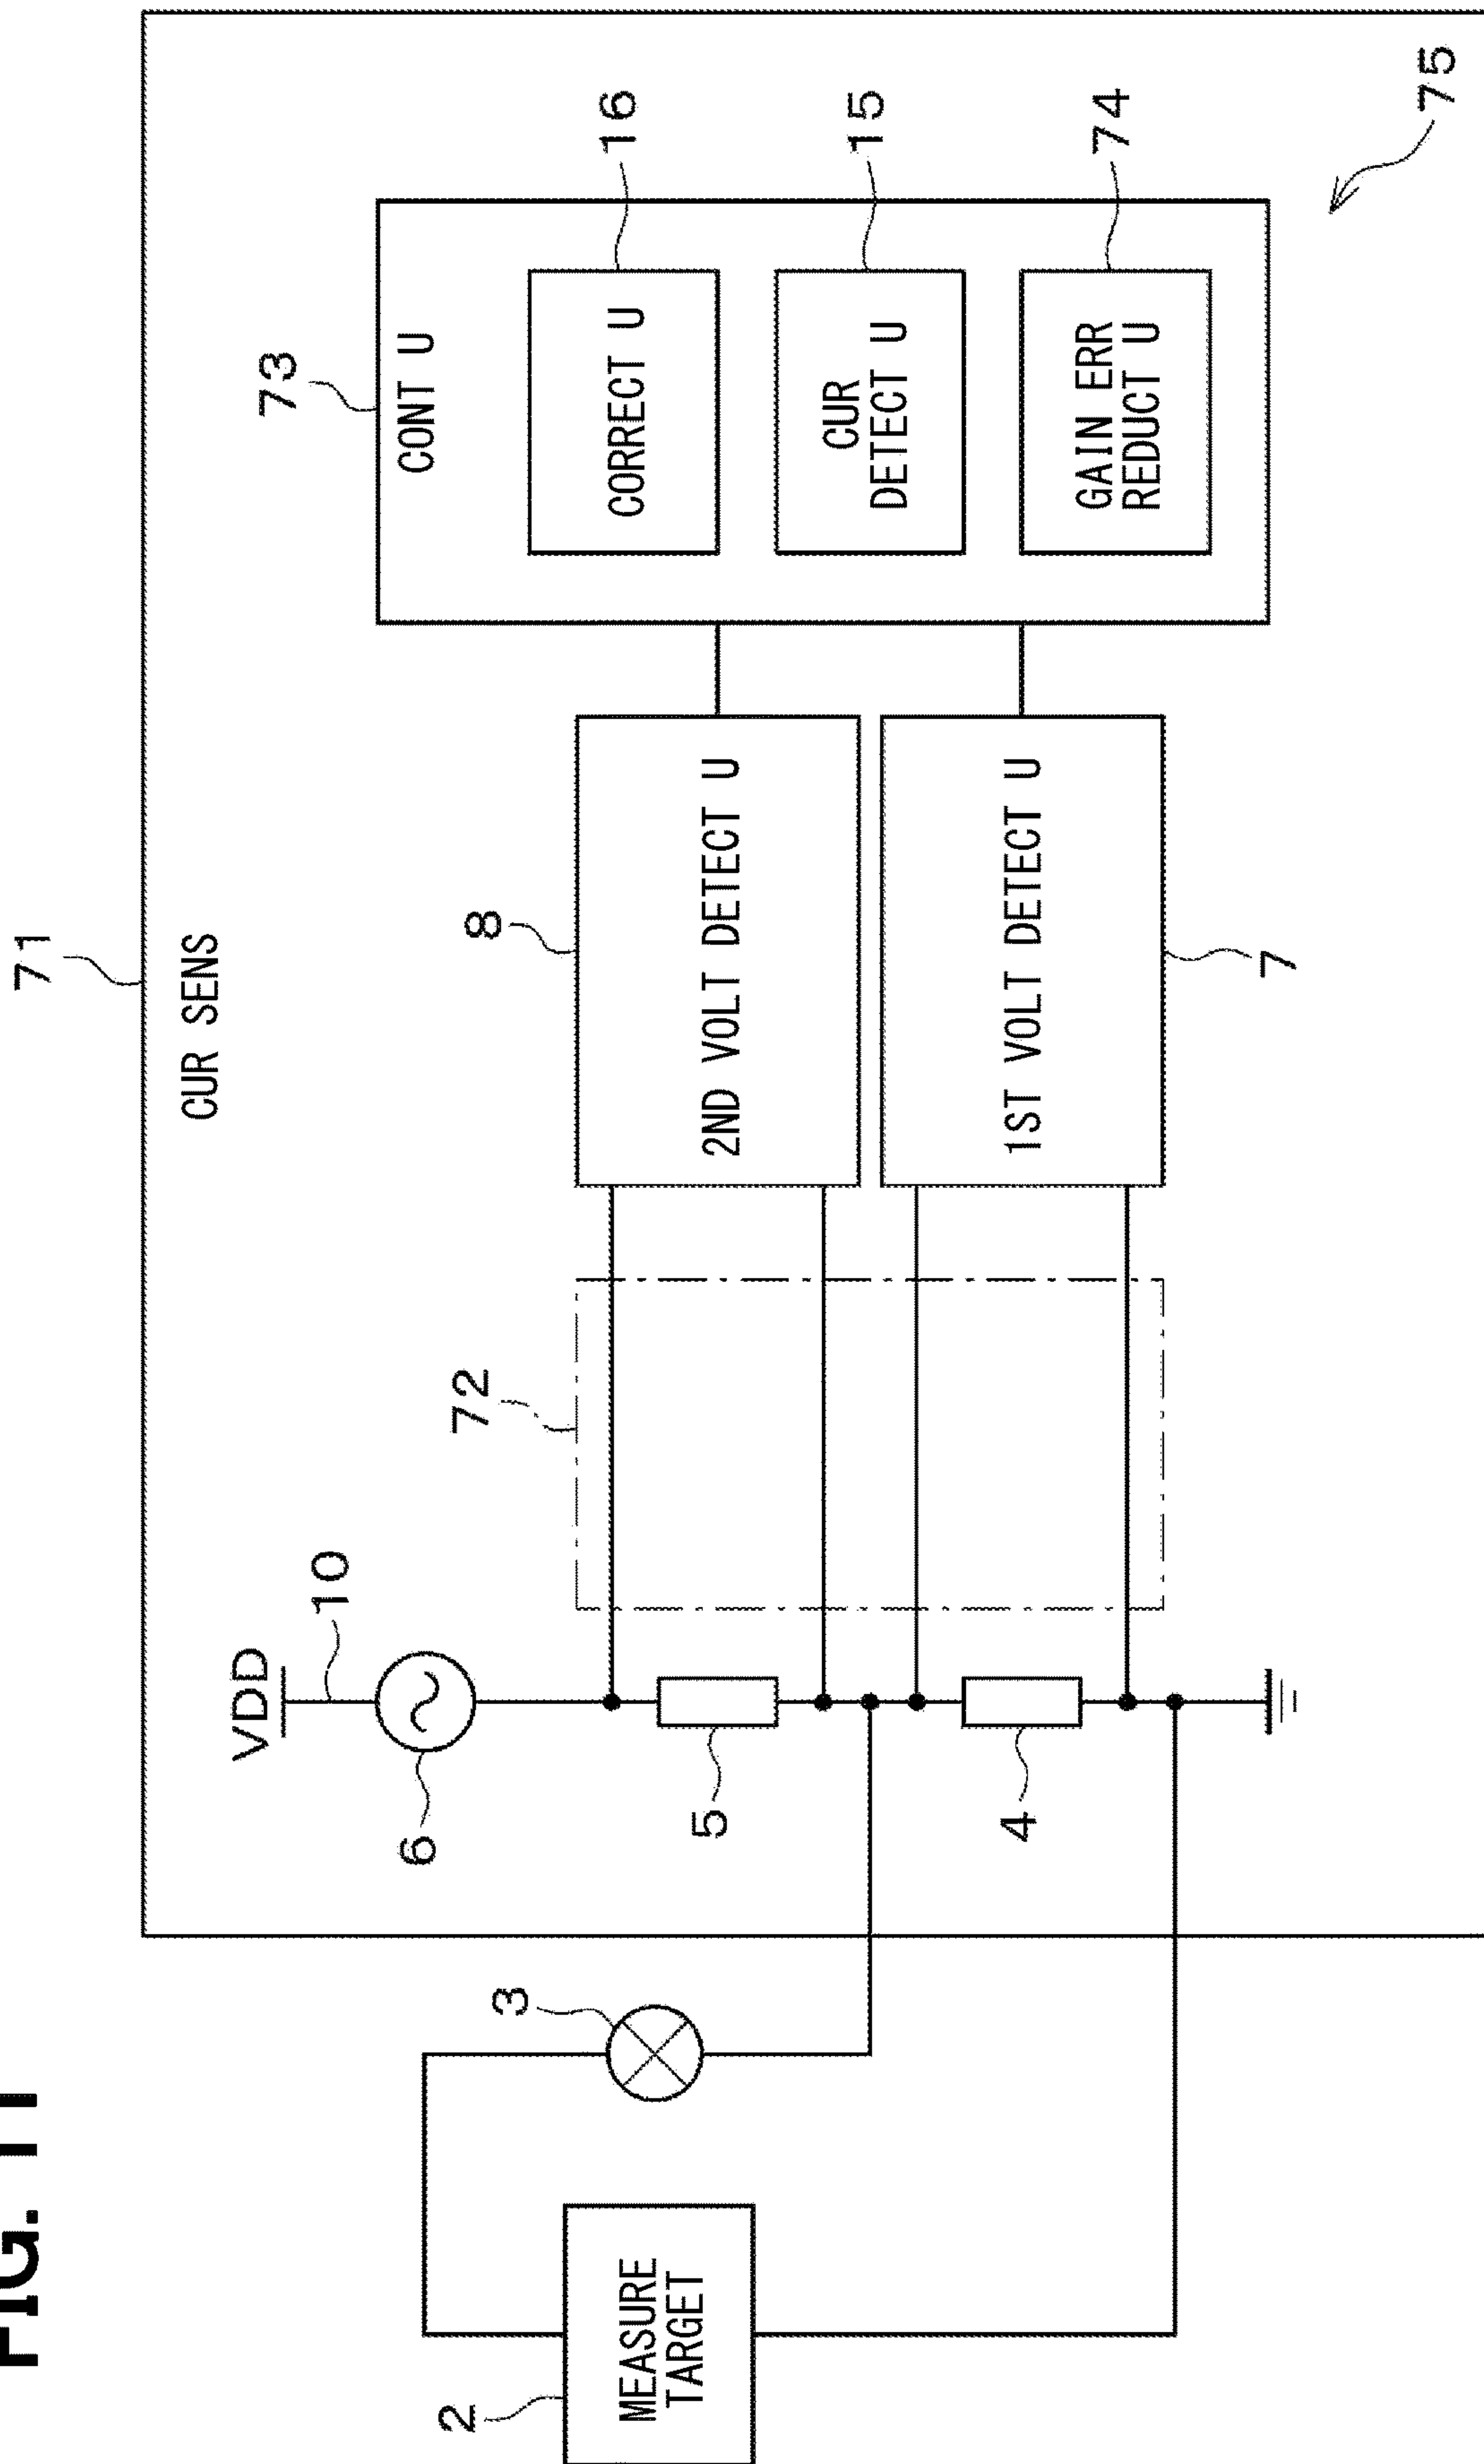 FIG. 11
71
CUR SENS
73
CONT U
16
CORRECT U
15
CUR
DETECT U
74
GAIN ERR
REDUCT U
75
8
2ND VOLT DETECT U
1ST VOLT DETECT U
7
72
VDD
10
6
5
4
3
2
MEASURE
TARGET